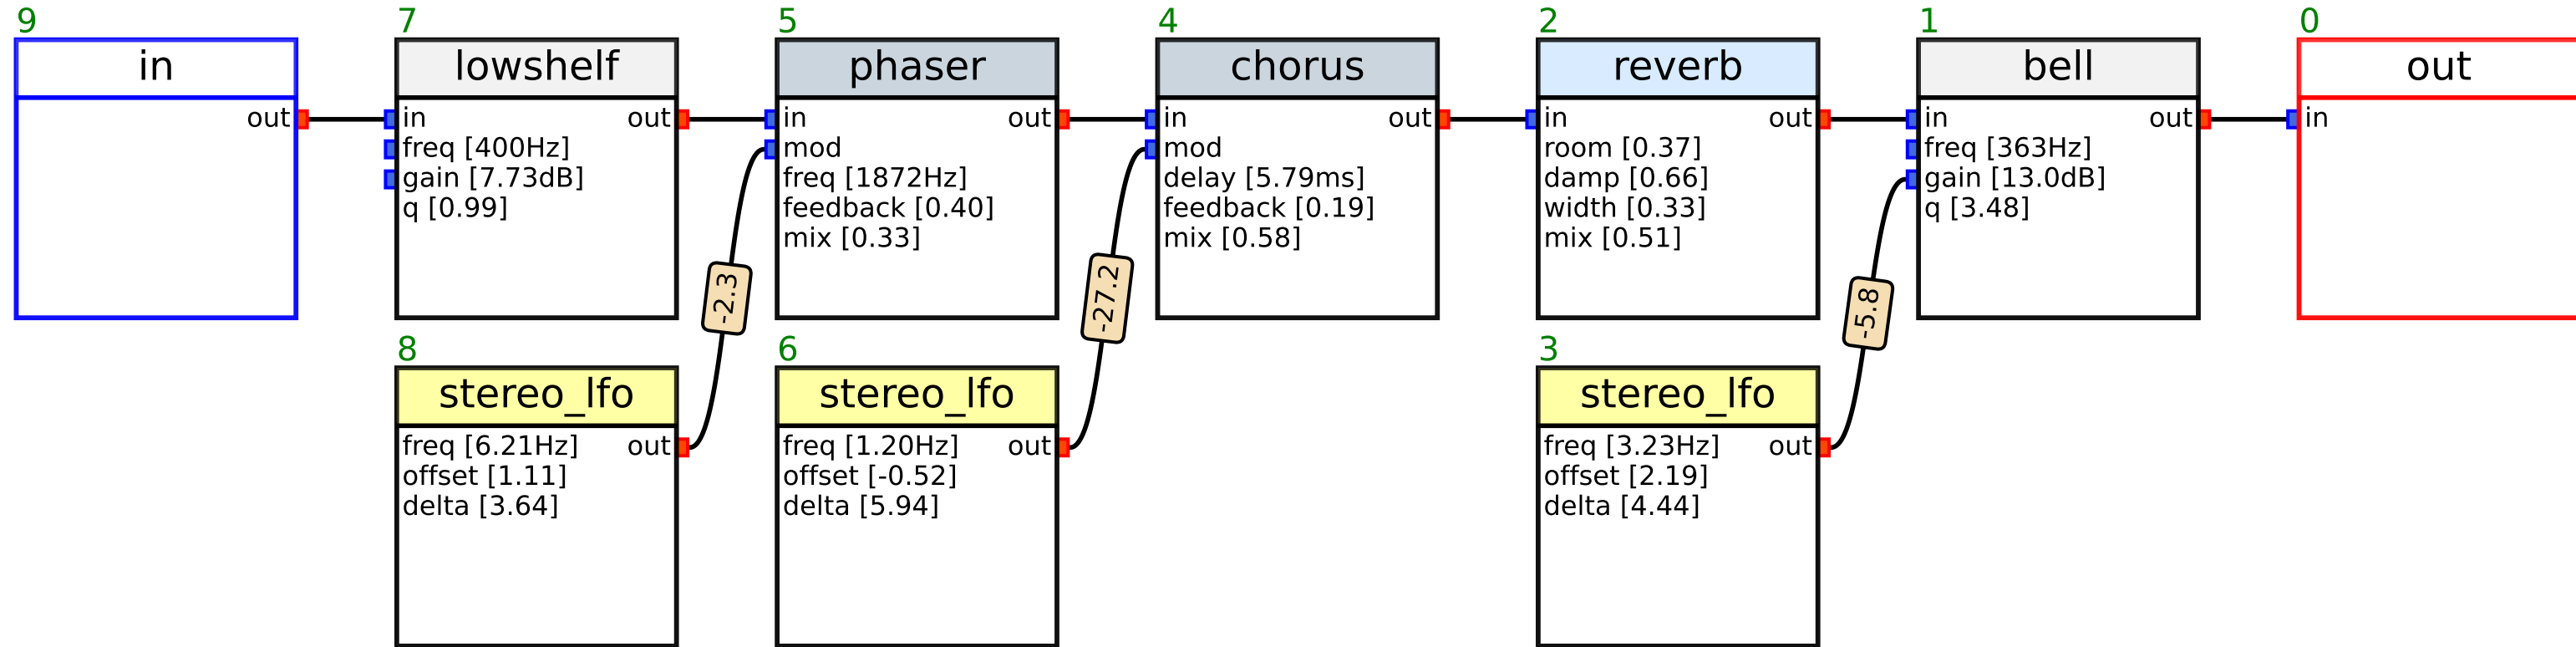 9
in
out
7
lowshelf
in out
freq [400Hz]
gain [7.73dB]
q [0.99]
5
phaser
in out
mod
freq [1872Hz]
feedback [0.40]
mix [0.33]
4
chorus
in out
mod
delay [5.79ms]
feedback [0.19]
mix [0.58]
2
reverb
in out
room [0.37]
damp [0.66]
width [0.33]
mix [0.51]
1
bell
in out
freq [363Hz]
gain [13.0dB]
q [3.48]
0
out
in
-2.3
-27.2
-5.8
8
stereo_lfo
freq [6.21Hz] out
offset [1.11]
delta [3.64]
6
stereo_lfo
freq [1.20Hz] out
offset [-0.52]
delta [5.94]
3
stereo_lfo
freq [3.23Hz] out
offset [2.19]
delta [4.44]